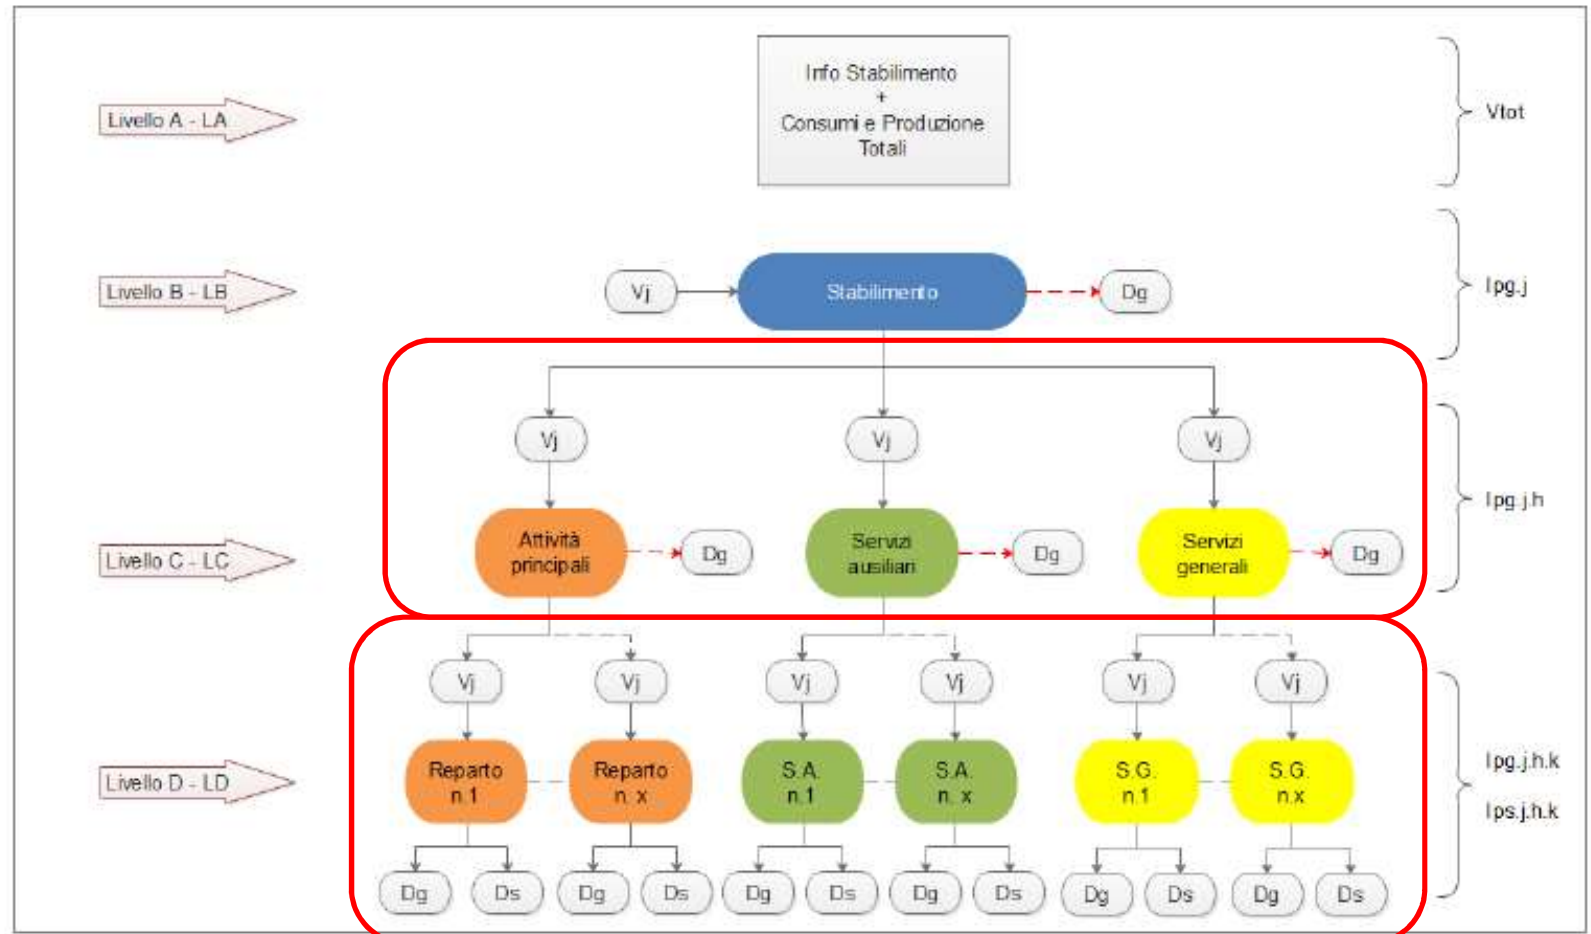 Info Stabilimento
+
Consumi e Produzione
Totali
Livello A - LA
Vtot
Livello B - LB
Vj
Stabilimento
Dg
Ipg.j
Vj
Vj
Vj
Livello C - LC
Attività
principali
Dg
Servizi
ausiliari
Dg
Servizi
generali
Dg
Ipg.j.h
Vj
Vj
Vj
Vj
Vj
Vj
Livello D - LD
Reparto
n.1
Reparto
n. x
S.A.
n.1
S.A.
n. x
S.G.
n.1
S.G.
n.x
Ipg.j.h.k
Ips.j.h.k
Dg
Ds
Dg
Ds
Dg
Ds
Dg
Ds
Dg
Ds
Dg
Ds